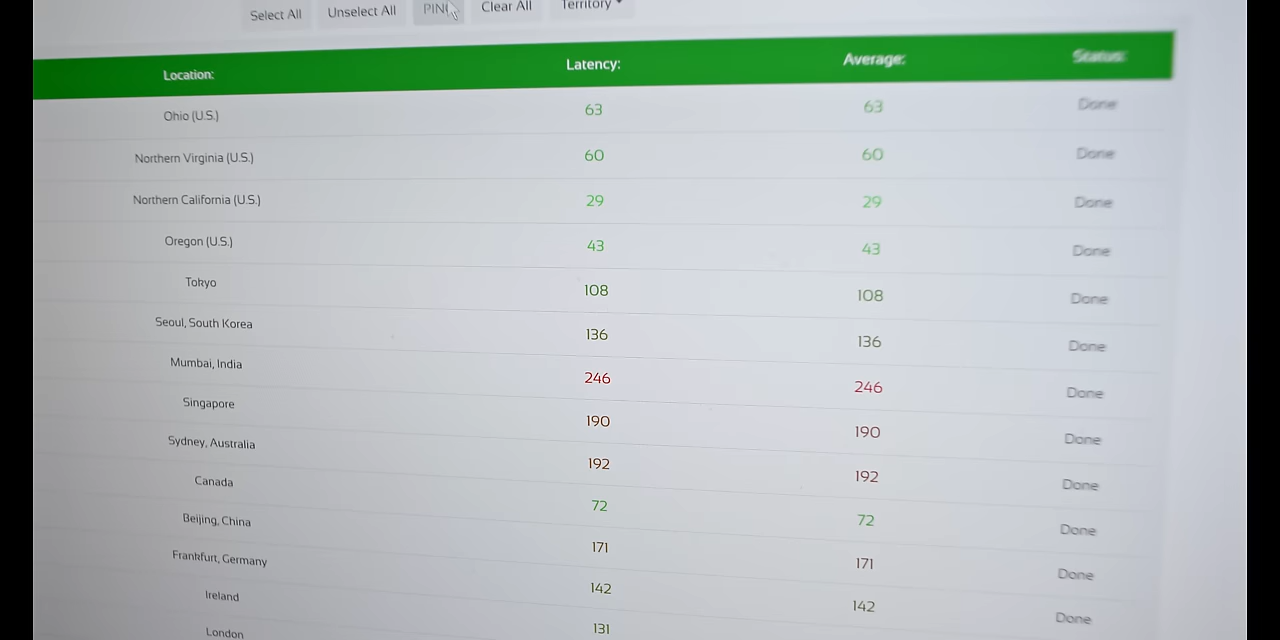 Select All Unselect All PING Clear All Territory
Location: Latency: Average: Status:
Ohio (U.S.) 63 63 Done
Northern Virginia (U.S.) 60 60 Done
Northern California (U.S.) 29 29 Done
Oregon (U.S.) 43 43 Done
Tokyo 108 108 Done
Seoul, South Korea 136 136 Done
Mumbai, India 246 246 Done
Singapore 190 190 Done
Sydney, Australia 192 192 Done
Canada 72 72 Done
Beijing, China 171 171 Done
Frankfurt, Germany 142 142 Done
Ireland 131
London